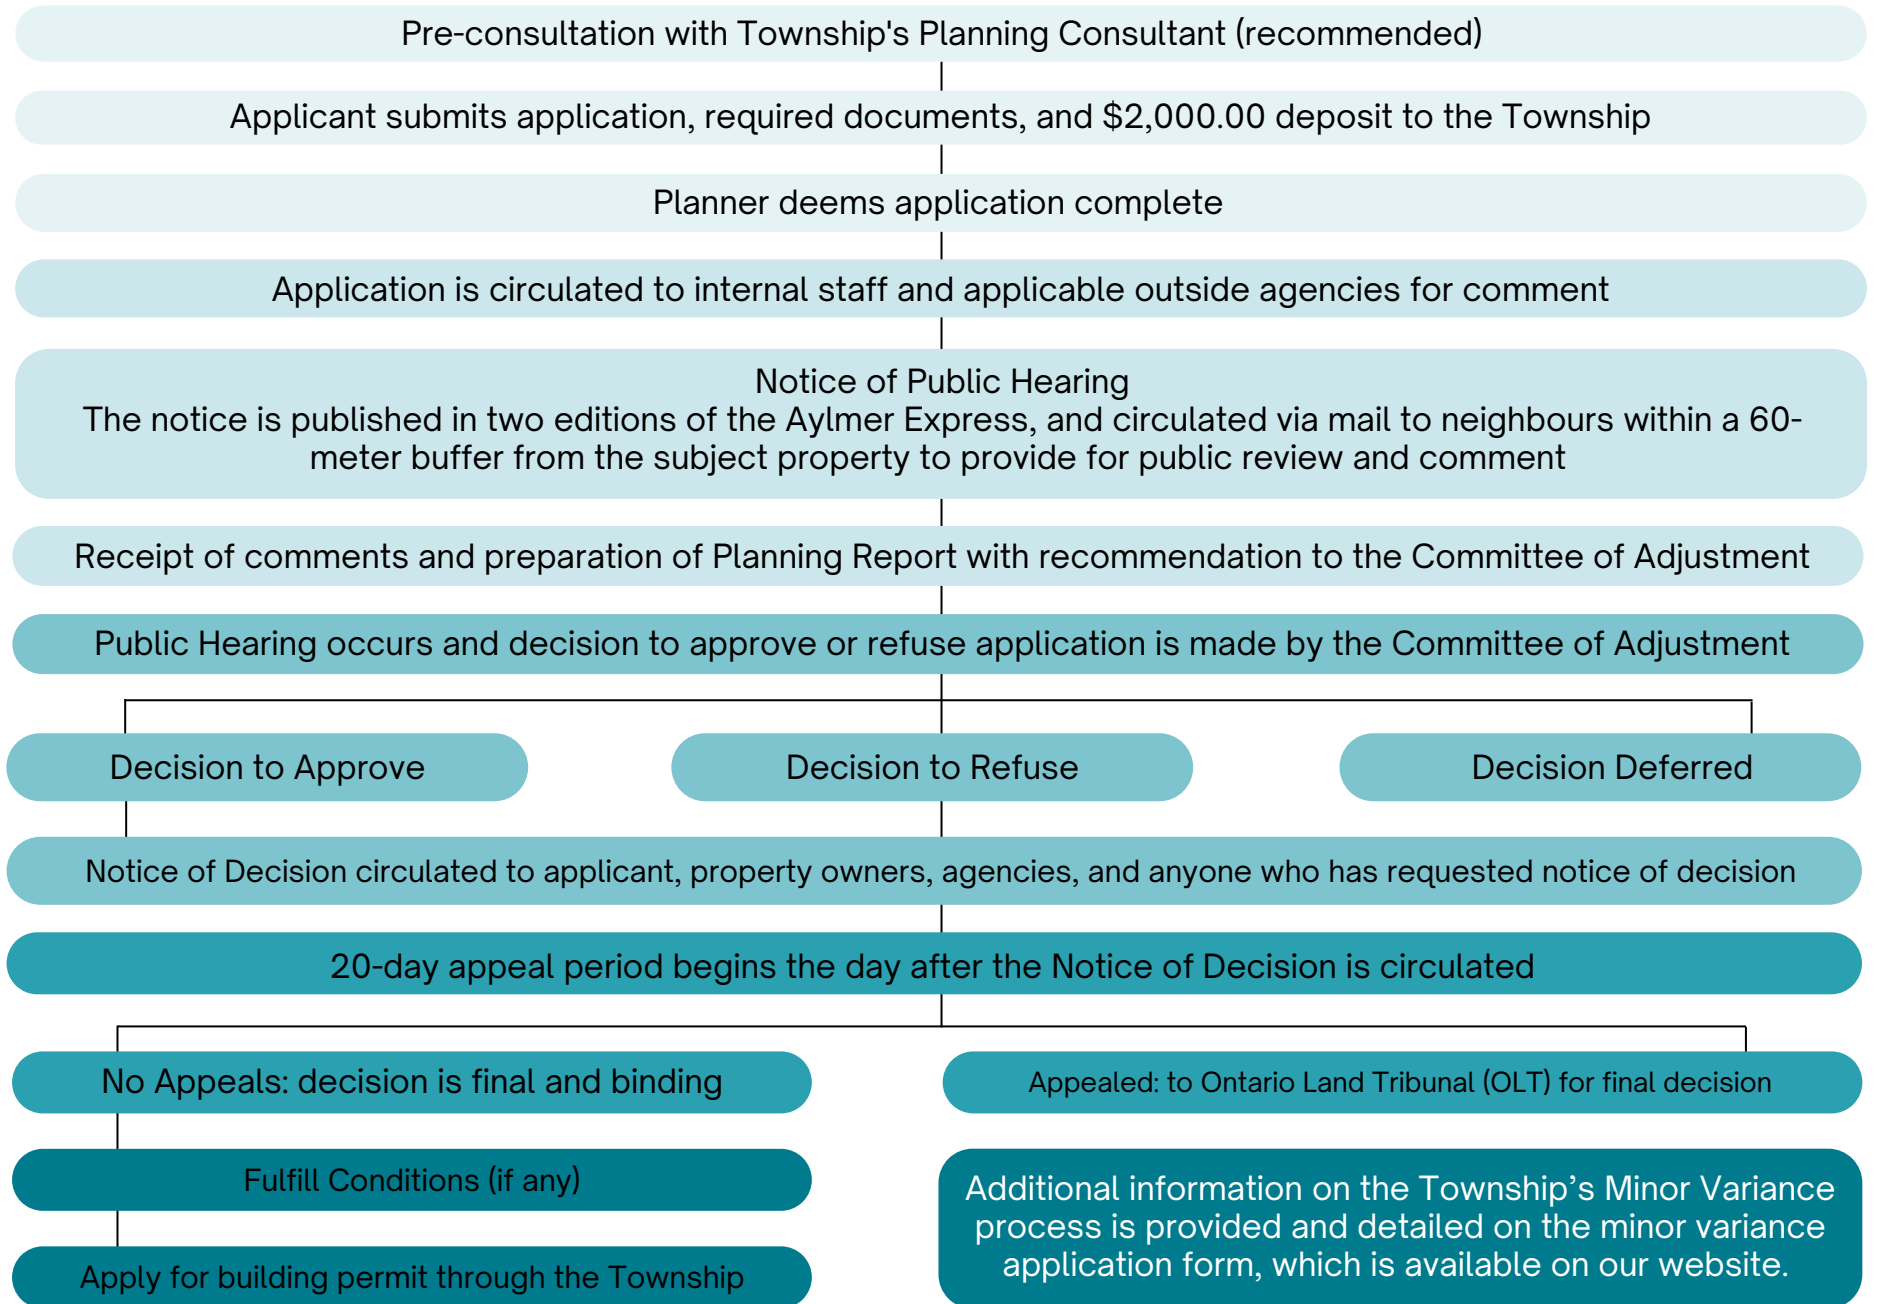 Pre-consultation with Township's Planning Consultant (recommended)
Applicant submits application, required documents, and $2,000.00 deposit to the Township
Planner deems application complete
Application is circulated to internal staff and applicable outside agencies for comment
Notice of Public Hearing
The notice is published in two editions of the Aylmer Express, and circulated via mail to neighbours within a 60-
meter buffer from the subject property to provide for public review and comment
Receipt of comments and preparation of Planning Report with recommendation to the Committee of Adjustment
Public Hearing occurs and decision to approve or refuse application is made by the Committee of Adjustment
Decision to Approve
Decision to Refuse
Decision Deferred
Notice of Decision circulated to applicant, property owners, agencies, and anyone who has requested notice of decision
20-day appeal period begins the day after the Notice of Decision is circulated
No Appeals: decision is final and binding
Appealed: to Ontario Land Tribunal (OLT) for final decision
Fulfill Conditions (if any)
Apply for building permit through the Township
Additional information on the Township’s Minor Variance
process is provided and detailed on the minor variance
application form, which is available on our website.